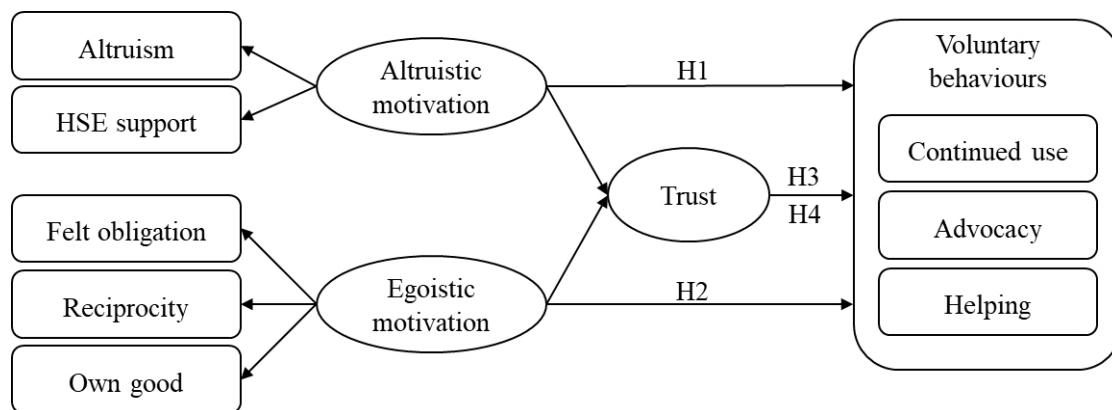 Altruism
HSE support
Felt obligation
Reciprocity
Own good
Altruistic
motivation
Egoistic
motivation
Trust
H1
H3
H4
H2
Voluntary
behaviours
Continued use
Advocacy
Helping